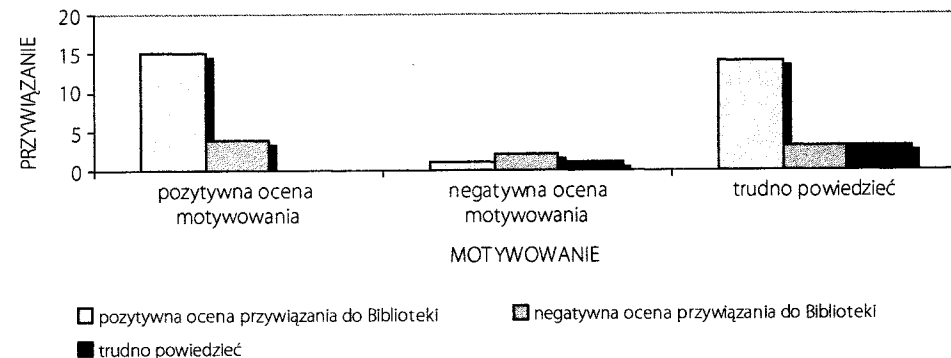 20
15
10
5
0
PRZYWIĄZANIE
pozytywna ocena
motywowania
negatywna ocena
motywowania
trudno powiedzieć
MOTYWOWANIE
pozytywna ocena przywiązania do Biblioteki
negatywna ocena przywiązania do Biblioteki
trudno powiedzieć